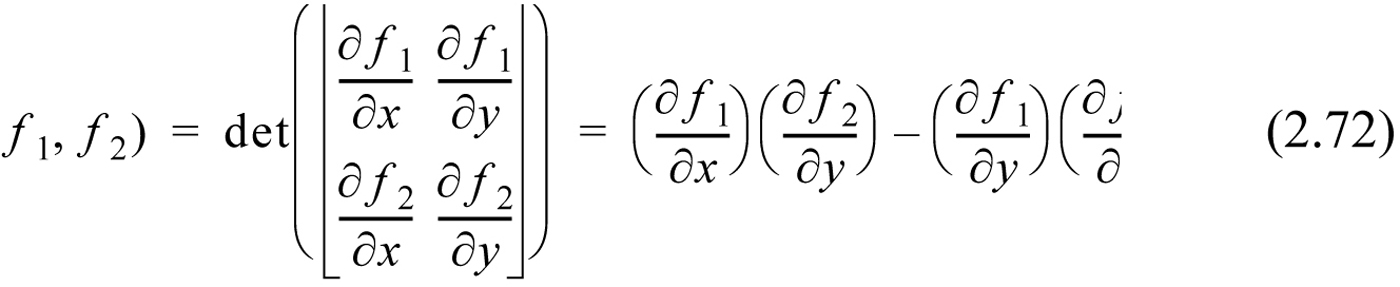 f₁, f₂) = det([∂f₁/∂x ∂f₁/∂y; ∂f₂/∂x ∂f₂/∂y]) = (∂f₁/∂x)(∂f₂/∂y) − (∂f₁/∂y)(∂ /∂ (2.72)